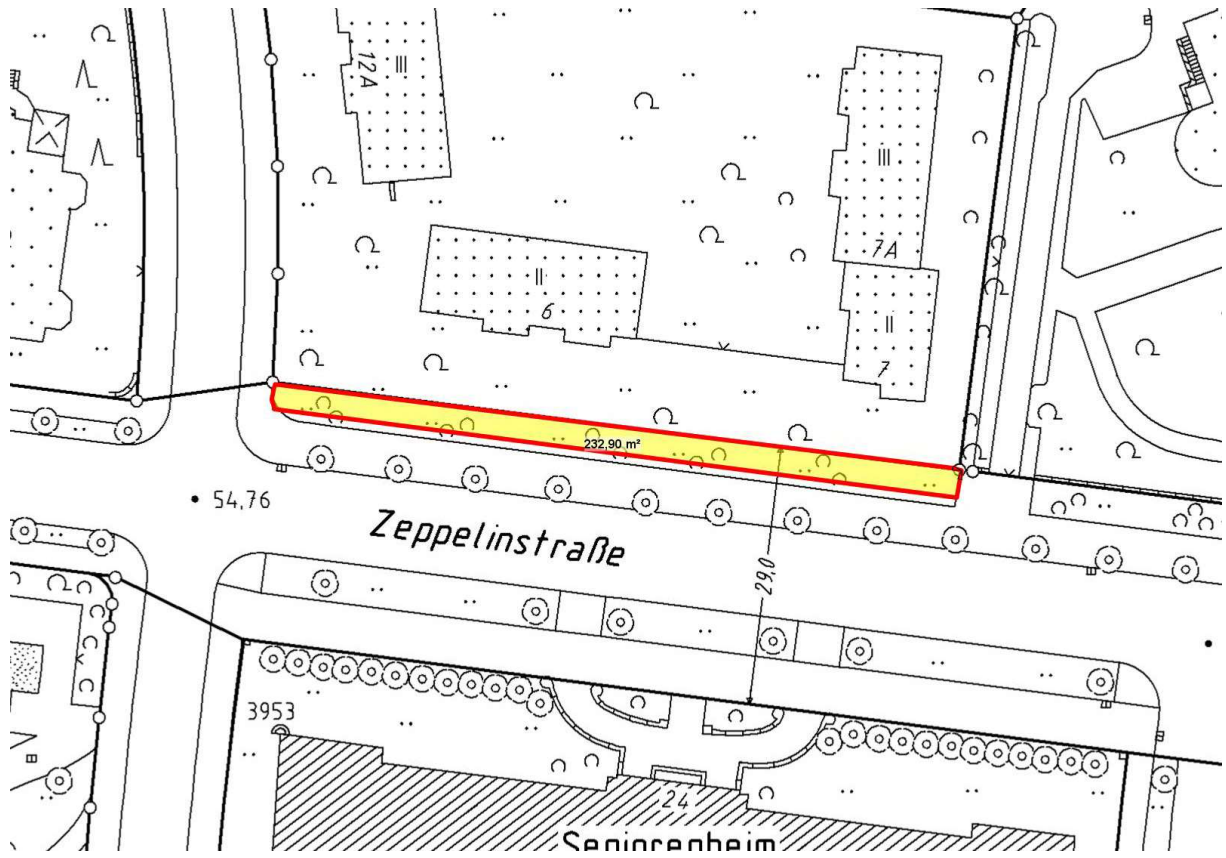 12A
III
III
7A
II
6
II
7
232,90 m²
54,76
Zeppelinstraße
29,0
3953
24
Seniorenheim